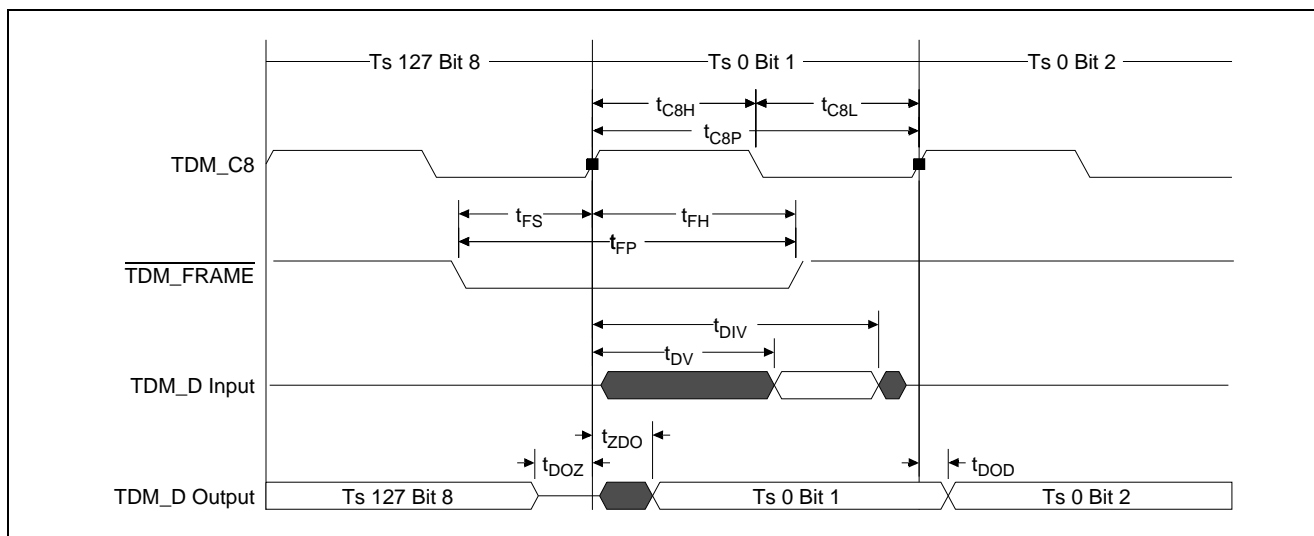 Ts 127 Bit 8 Ts 0 Bit 1 Ts 0 Bit 2
tC8H tC8L
tC8P
TDM_C8
tFS tFH
tFP
TDM_FRAME
tDIV
tDV
TDM_D Input
tZDO
tDOZ tDOD
TDM_D Output Ts 127 Bit 8 Ts 0 Bit 1 Ts 0 Bit 2